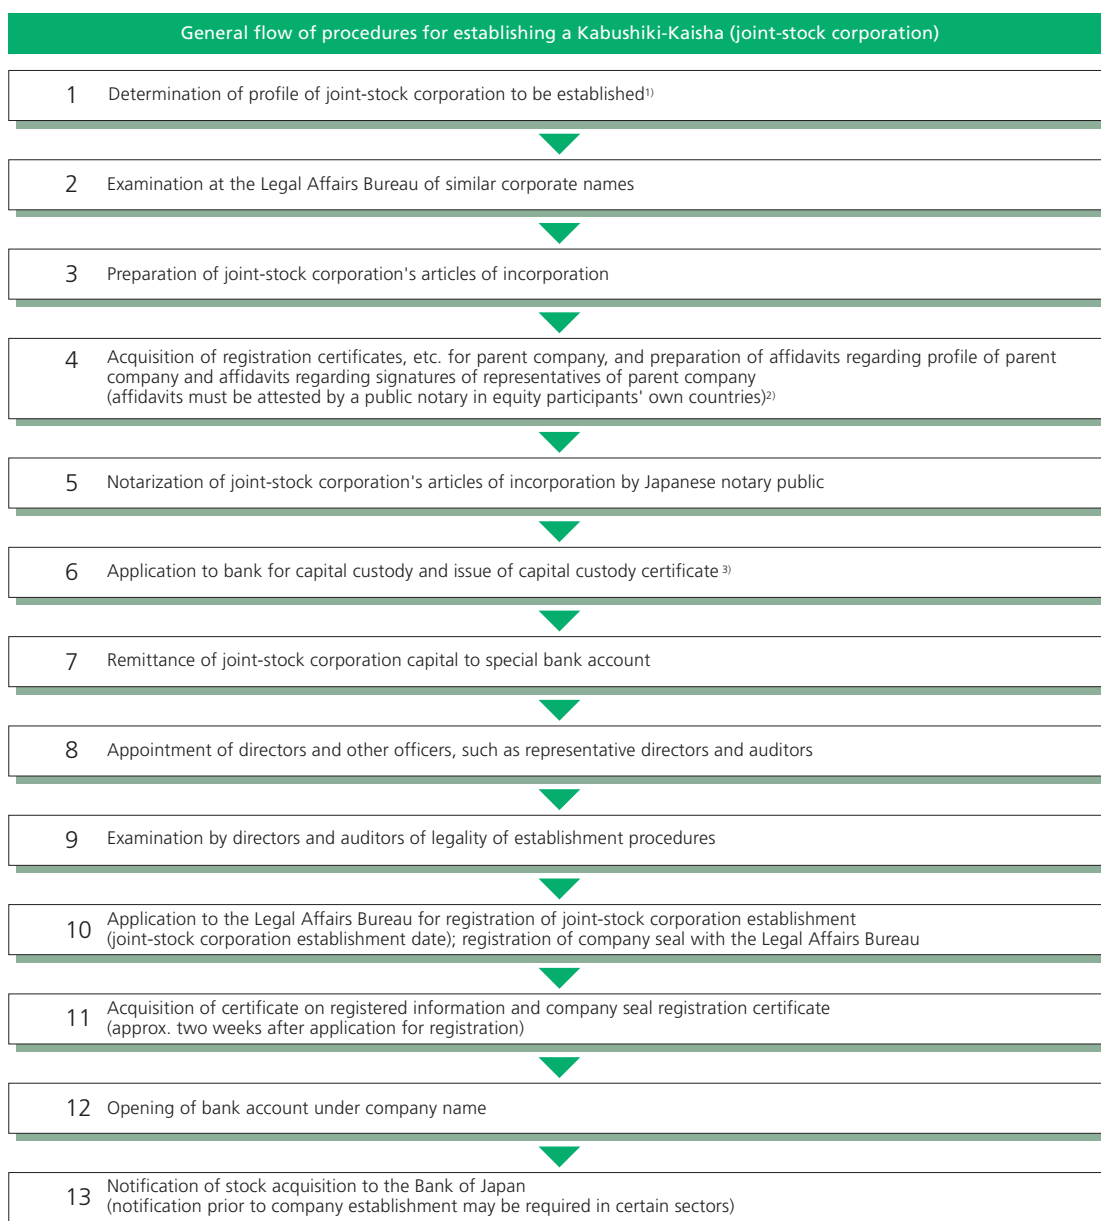 General flow of procedures for establishing a Kabushiki-Kaisha (joint-stock corporation)
1 Determination of profile of joint-stock corporation to be established1)
2 Examination at the Legal Affairs Bureau of similar corporate names
3 Preparation of joint-stock corporation's articles of incorporation
4 Acquisition of registration certificates, etc. for parent company, and preparation of affidavits regarding profile of parent
company and affidavits regarding signatures of representatives of parent company
(affidavits must be attested by a public notary in equity participants' own countries)2)
5 Notarization of joint-stock corporation's articles of incorporation by Japanese notary public
6 Application to bank for capital custody and issue of capital custody certificate 3)
7 Remittance of joint-stock corporation capital to special bank account
8 Appointment of directors and other officers, such as representative directors and auditors
9 Examination by directors and auditors of legality of establishment procedures
10 Application to the Legal Affairs Bureau for registration of joint-stock corporation establishment
(joint-stock corporation establishment date); registration of company seal with the Legal Affairs Bureau
11 Acquisition of certificate on registered information and company seal registration certificate
(approx. two weeks after application for registration)
12 Opening of bank account under company name
13 Notification of stock acquisition to the Bank of Japan
(notification prior to company establishment may be required in certain sectors)